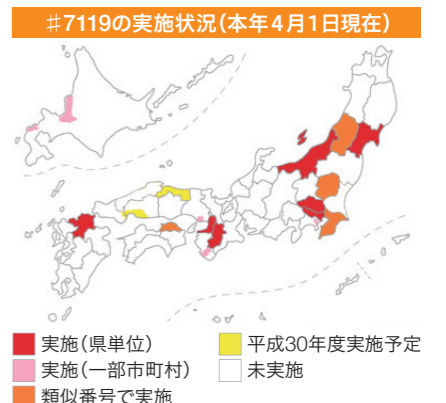 ♯7119の実施状況(本年4月1日現在)
実施(県単位)
実施(一部市町村)
類似番号で実施
平成30年度実施予定
未実施